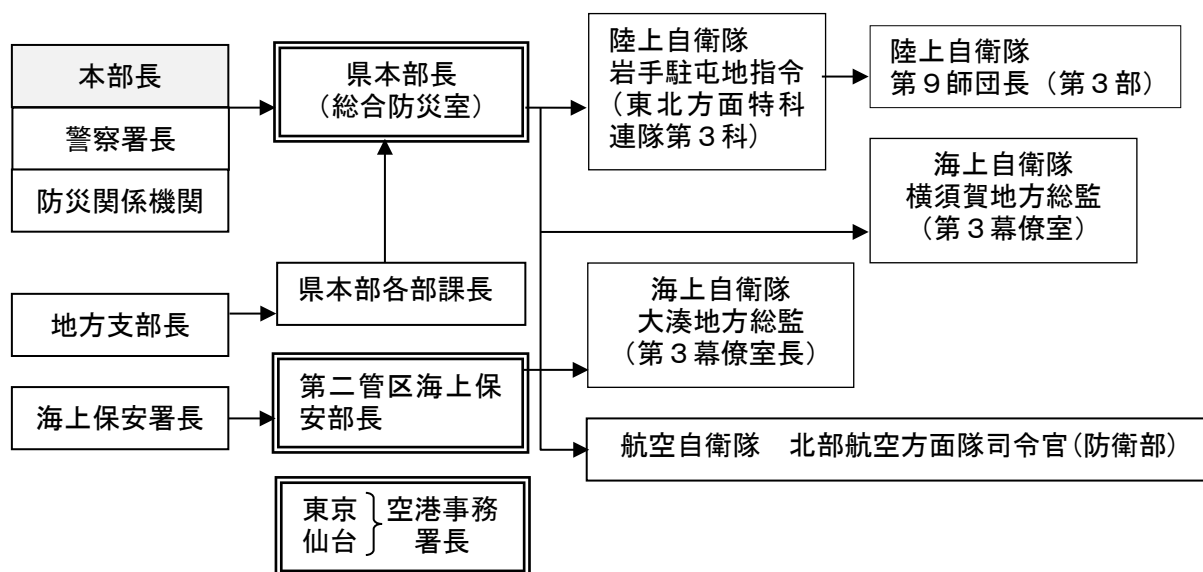 本部長
警察署長
防災関係機関
地方支部長
海上保安署長
県本部長
（総合防災室）
県本部各部課長
第二管区海上保
安部長
東京
仙台
空港事務
署長
陸上自衛隊
岩手駐屯地指令
（東北方面特科
連隊第３科）
陸上自衛隊
第９師団長（第３部）
海上自衛隊
横須賀地方総監
（第３幕僚室）
海上自衛隊
大湊地方総監
（第３幕僚室長）
航空自衛隊　北部航空方面隊司令官（防衛部）